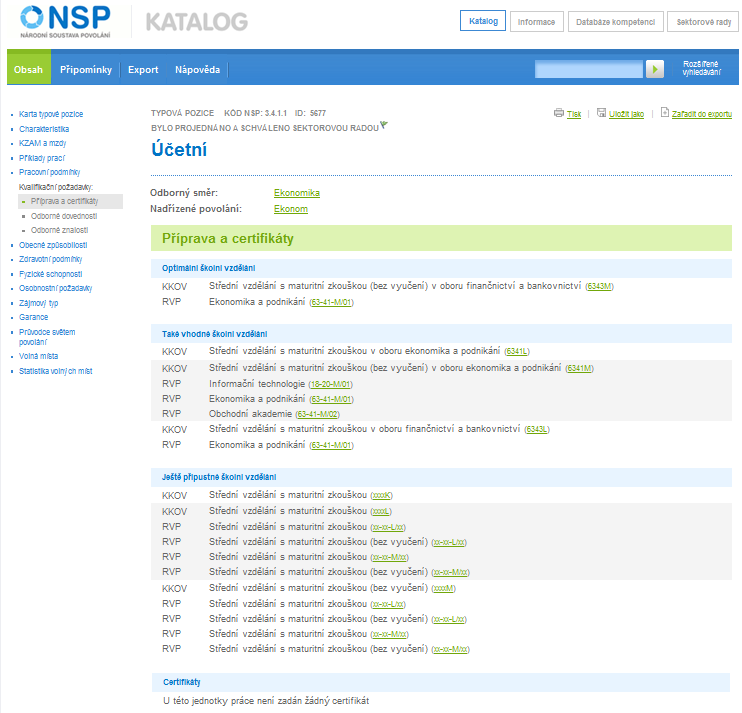 NSP
NÁRODNÍ SOUSTAVA POVOLÁNÍ
KATALOG
Katalog
Informace
Databáze kompetencí
Sektorové rady
Obsah
Připomínky
Export
Nápověda
Rozšířené
vyhledávání
Karta typové pozice
Charakteristika
KZAM a mzdy
Příklady prací
Pracovní podmínky
Kvalifikační požadavky:
Příprava a certifikáty
Odborné dovednosti
Odborné znalosti
Obecné způsobilosti
Zdravotní podmínky
Fyzické schopnosti
Osobnostní požadavky
Zájmový typ
Garance
Průvodce světem
povolání
Volná místa
Statistika volných míst
TYPOVÁ POZICE KÓD NSP: 3.4.1.1 ID: 5677
Tisk | Uložit jako | Zařadit do exportu
BYLO PROJEDNÁNO A SCHVÁLENO SEKTOROVOU RADOU
Účetní
Odborný směr: Ekonomika
Nadřízené povolání: Ekonom
Příprava a certifikáty
Optimální školní vzdělání
KKOV Střední vzdělání s maturitní zkouškou (bez vyučení) v oboru finančnictví a bankovnictví (6343M)
RVP Ekonomika a podnikání (63-41-M/01)
Také vhodné školní vzdělání
KKOV Střední vzdělání s maturitní zkouškou v oboru ekonomika a podnikání (6341L)
KKOV Střední vzdělání s maturitní zkouškou (bez vyučení) v oboru ekonomika a podnikání (6341M)
RVP Informační technologie (18-20-M/01)
RVP Ekonomika a podnikání (63-41-M/01)
RVP Obchodní akademie (63-41-M/02)
KKOV Střední vzdělání s maturitní zkouškou v oboru finančnictví a bankovnictví (6343L)
RVP Ekonomika a podnikání (63-41-M/01)
Ještě přípustné školní vzdělání
KKOV Střední vzdělání s maturitní zkouškou (xxxxK)
KKOV Střední vzdělání s maturitní zkouškou (xxxxL)
RVP Střední vzdělání s maturitní zkouškou (xx-xx-L/xx)
RVP Střední vzdělání s maturitní zkouškou (bez vyučení) (xx-xx-L/xx)
RVP Střední vzdělání s maturitní zkouškou (xx-xx-M/xx)
RVP Střední vzdělání s maturitní zkouškou (bez vyučení) (xx-xx-M/xx)
KKOV Střední vzdělání s maturitní zkouškou (bez vyučení) (xxxxM)
RVP Střední vzdělání s maturitní zkouškou (xx-xx-L/xx)
RVP Střední vzdělání s maturitní zkouškou (bez vyučení) (xx-xx-L/xx)
RVP Střední vzdělání s maturitní zkouškou (xx-xx-M/xx)
RVP Střední vzdělání s maturitní zkouškou (bez vyučení) (xx-xx-M/xx)
Certifikáty
U této jednotky práce není zadán žádný certifikát